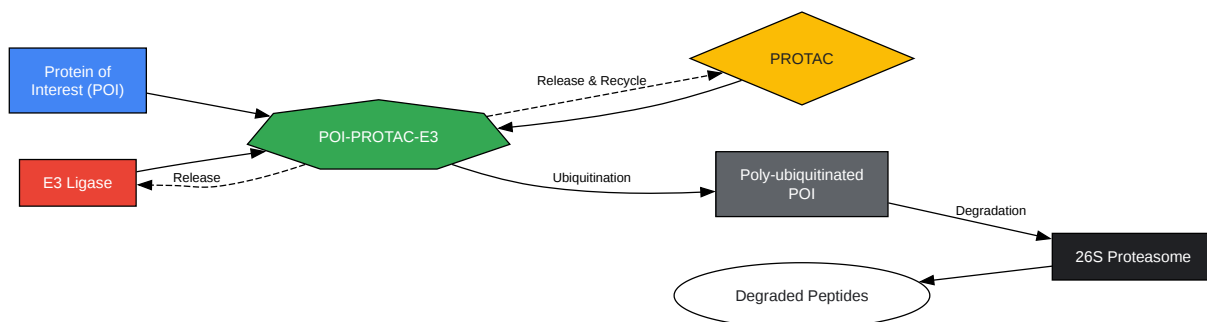 Protein of
Interest (POI)
E3 Ligase
Release
POI-PROTAC-E3
Release & Recycle
PROTAC
Ubiquitination
Poly-ubiquitinated
POI
Degradation
26S Proteasome
Degraded Peptides